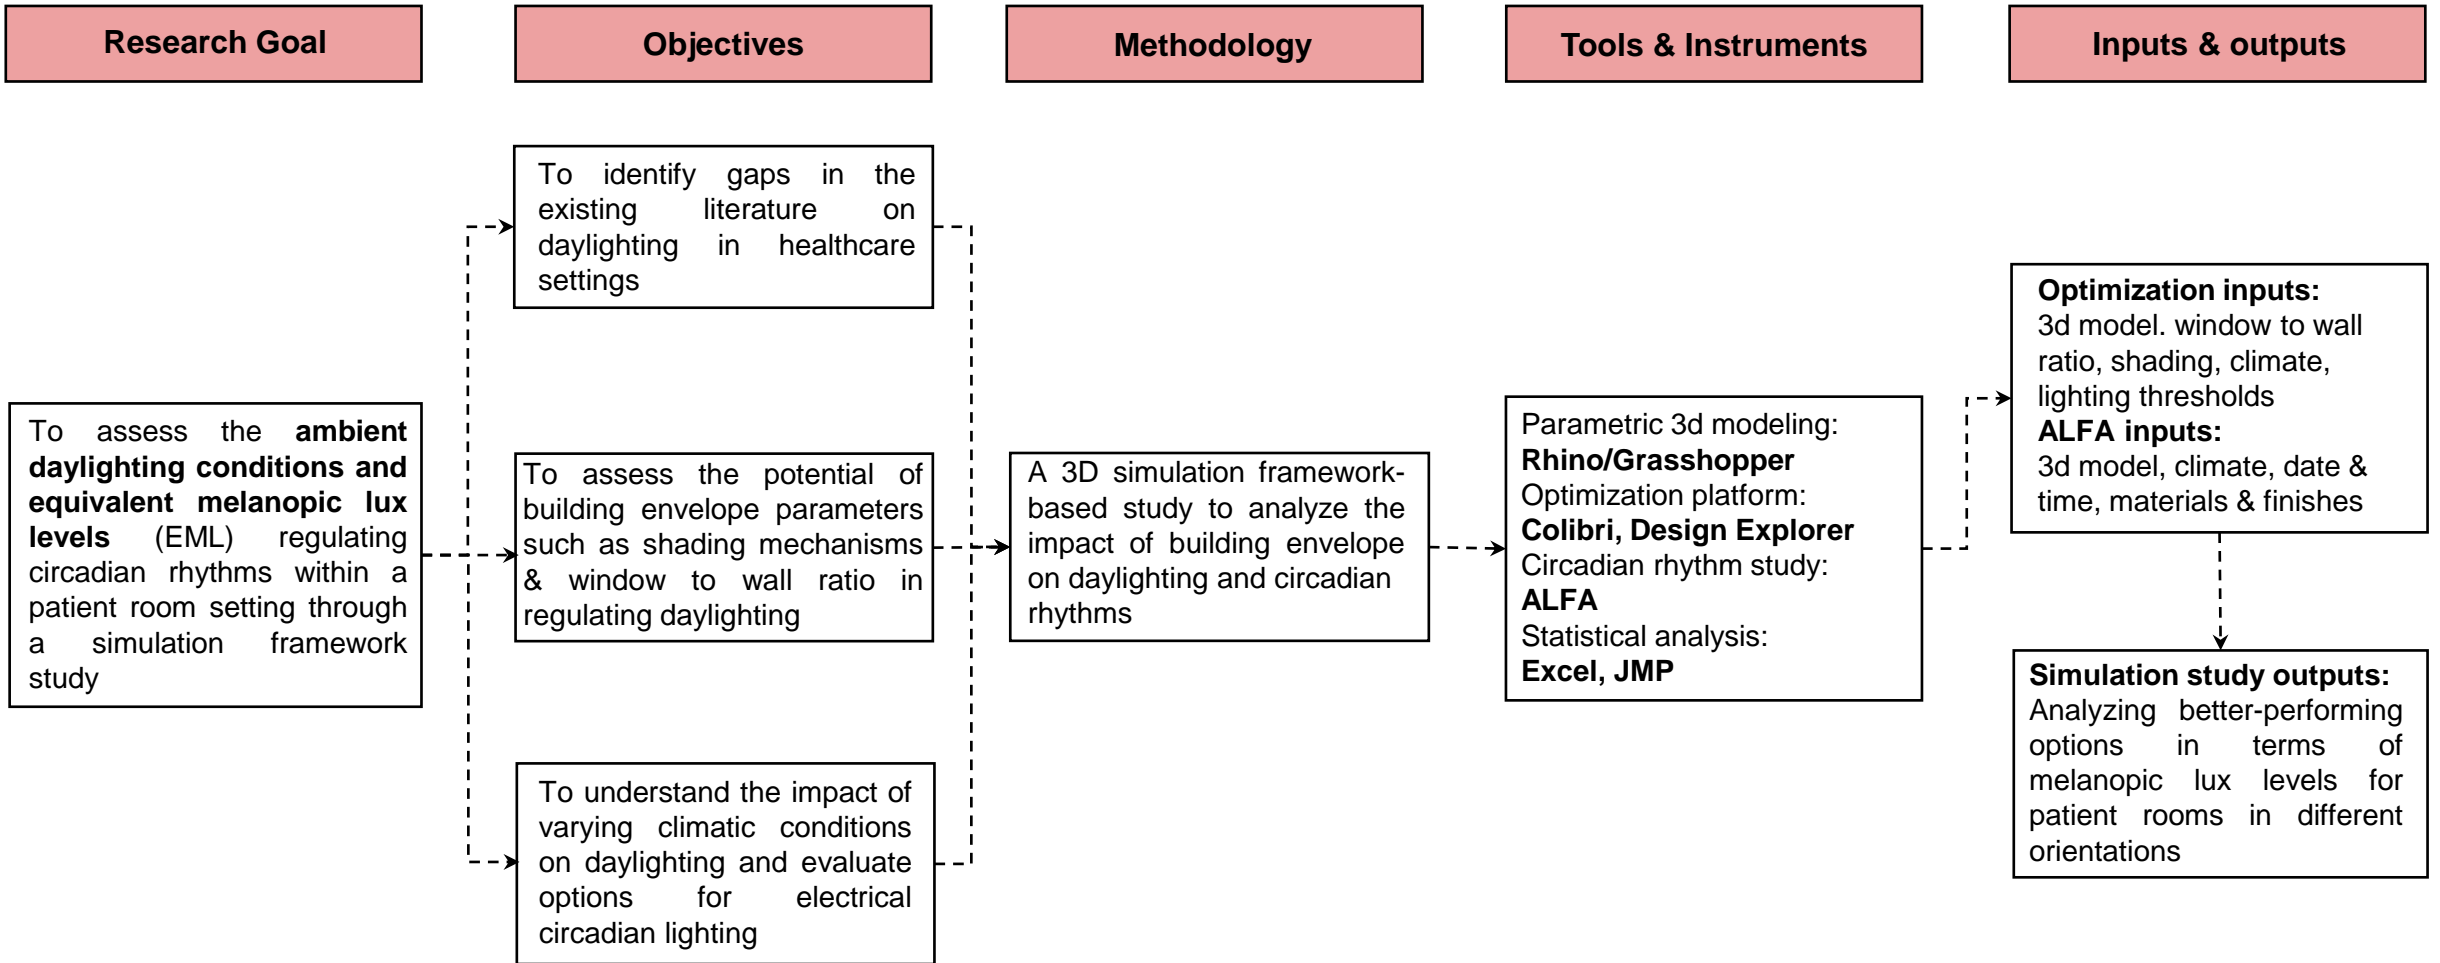 Research Goal
Objectives
Methodology
Tools & Instruments
Inputs & outputs
To assess the ambient
daylighting conditions and
equivalent melanopic lux
levels (EML) regulating
circadian rhythms within a
patient room setting through
a simulation framework
study
To identify gaps in the
existing literature on
daylighting in healthcare
settings
To assess the potential of
building envelope parameters
such as shading mechanisms
& window to wall ratio in
regulating daylighting
To understand the impact of
varying climatic conditions
on daylighting and evaluate
options for electrical
circadian lighting
A 3D simulation framework-
based study to analyze the
impact of building envelope
on daylighting and circadian
rhythms
Parametric 3d modeling:
Rhino/Grasshopper
Optimization platform:
Colibri, Design Explorer
Circadian rhythm study:
ALFA
Statistical analysis:
Excel, JMP
Optimization inputs:
3d model. window to wall
ratio, shading, climate,
lighting thresholds
ALFA inputs:
3d model, climate, date &
time, materials & finishes
Simulation study outputs:
Analyzing better-performing
options in terms of
melanopic lux levels for
patient rooms in different
orientations